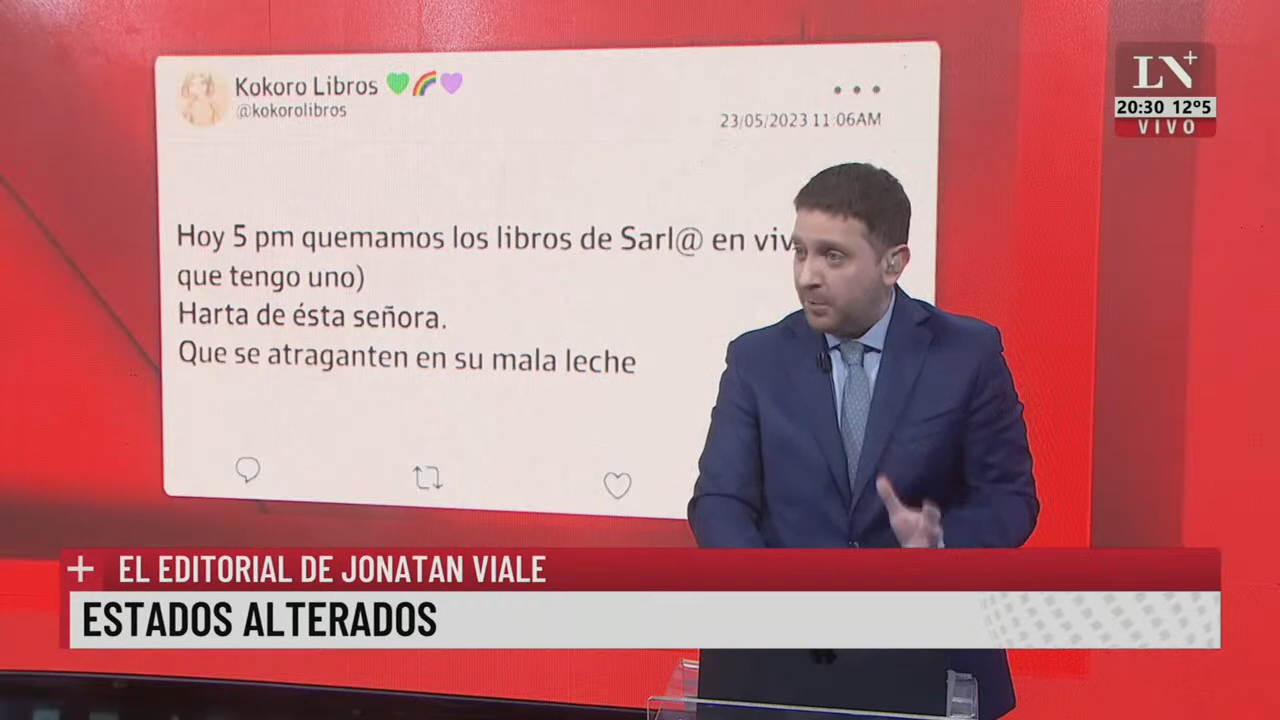 Kokoro Libros 💚🌈💜
@kokorolibros
23/05/2023 11:06AM
Hoy 5 pm quemamos los libros de Sarl@ en viv
que tengo uno)
Harta de ésta señora.
Que se atraganten en su mala leche
LN+
20:30 12°5
VIVO
+ EL EDITORIAL DE JONATAN VIALE
ESTADOS ALTERADOS